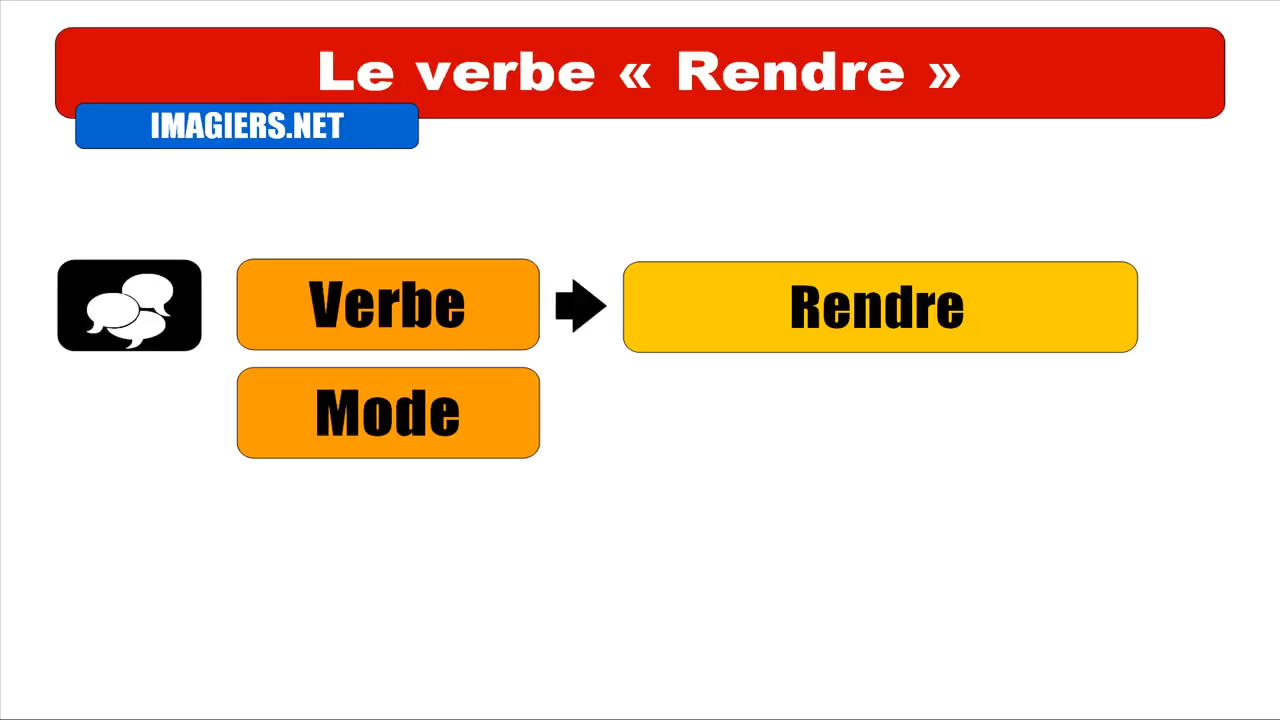 Le verbe « Rendre »
IMAGIERS.NET
Verbe
Rendre
Mode